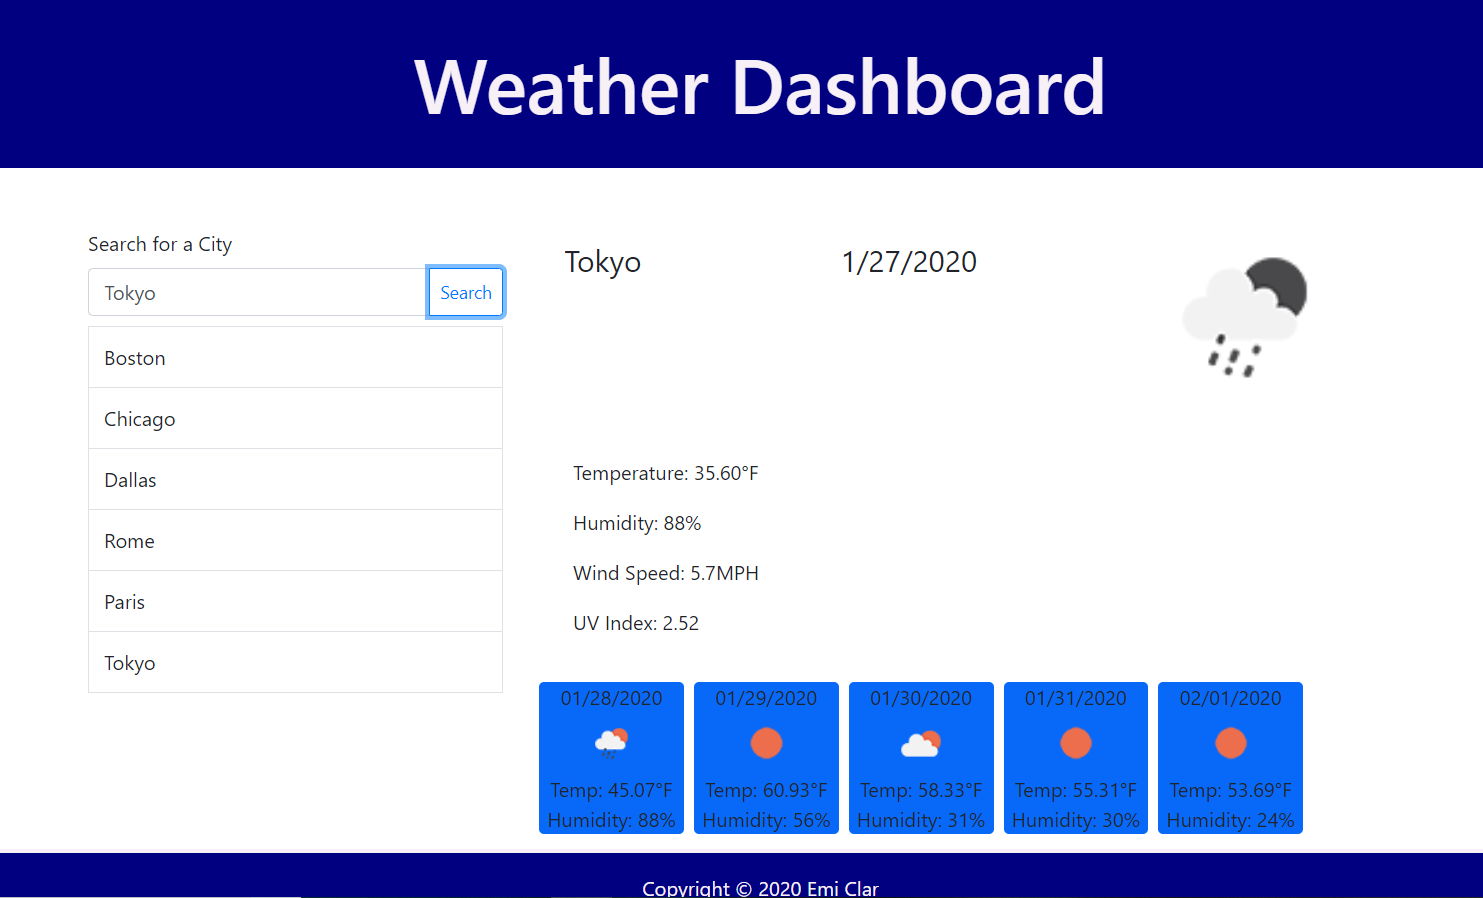 Weather Dashboard
Search for a City
Tokyo
Search
Boston
Chicago
Dallas
Rome
Paris
Tokyo
Tokyo
1/27/2020
Temperature: 35.60°F
Humidity: 88%
Wind Speed: 5.7MPH
UV Index: 2.52
01/28/2020
Temp: 45.07°F
Humidity: 88%
01/29/2020
Temp: 60.93°F
Humidity: 56%
01/30/2020
Temp: 58.33°F
Humidity: 31%
01/31/2020
Temp: 55.31°F
Humidity: 30%
02/01/2020
Temp: 53.69°F
Humidity: 24%
Copyright © 2020 Emi Clar